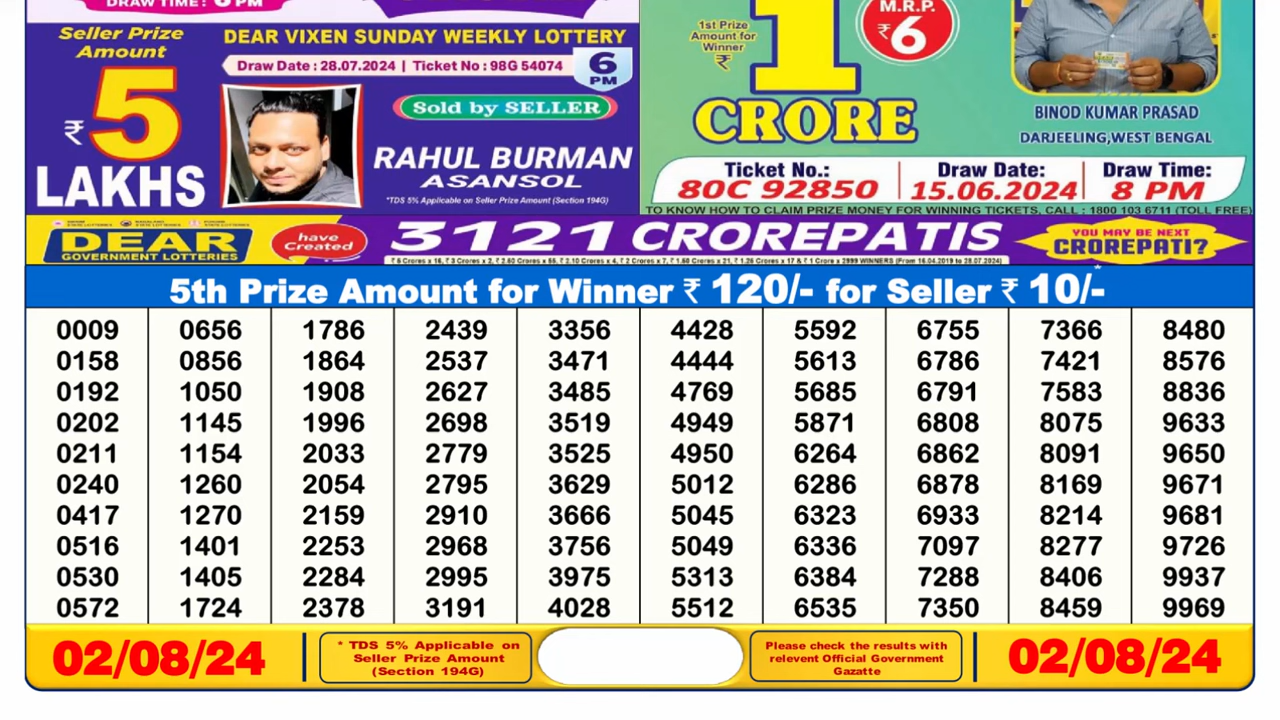 DRAW TIME : 6 PM
Seller Prize
Amount
₹5
LAKHS
DEAR VIXEN SUNDAY WEEKLY LOTTERY
Draw Date : 28.07.2024 | Ticket No : 98G 54074
6
PM
Sold by SELLER
RAHUL BURMAN
ASANSOL
*TDS 5% Applicable on Seller Prize Amount (Section 194G)
1st Prize
Amount for
Winner
₹
1
CRORE
M.R.P.
₹6
BINOD KUMAR PRASAD
DARJEELING,WEST BENGAL
Ticket No.: Draw Date: Draw Time:
80C 92850 15.06.2024 8 PM
TO KNOW HOW TO CLAIM PRIZE MONEY FOR WINNING TICKETS, CALL : 1800 103 6711 (TOLL FREE)
DEAR
GOVERNMENT LOTTERIES
have
Created
3121 CROREPATIS
YOU MAY BE NEXT
CROREPATI?
5th Prize Amount for Winner ₹ 120/- for Seller ₹ 10/-*
0009 0656 1786 2439 3356 4428 5592 6755 7366 8480
0158 0856 1864 2537 3471 4444 5613 6786 7421 8576
0192 1050 1908 2627 3485 4769 5685 6791 7583 8836
0202 1145 1996 2698 3519 4949 5871 6808 8075 9633
0211 1154 2033 2779 3525 4950 6264 6862 8091 9650
0240 1260 2054 2795 3629 5012 6286 6878 8169 9671
0417 1270 2159 2910 3666 5045 6323 6933 8214 9681
0516 1401 2253 2968 3756 5049 6336 7097 8277 9726
0530 1405 2284 2995 3975 5313 6384 7288 8406 9937
0572 1724 2378 3191 4028 5512 6535 7350 8459 9969
02/08/24
* TDS 5% Applicable on
Seller Prize Amount
(Section 194G)
Please check the results with
relevent Official Government
Gazatte
02/08/24